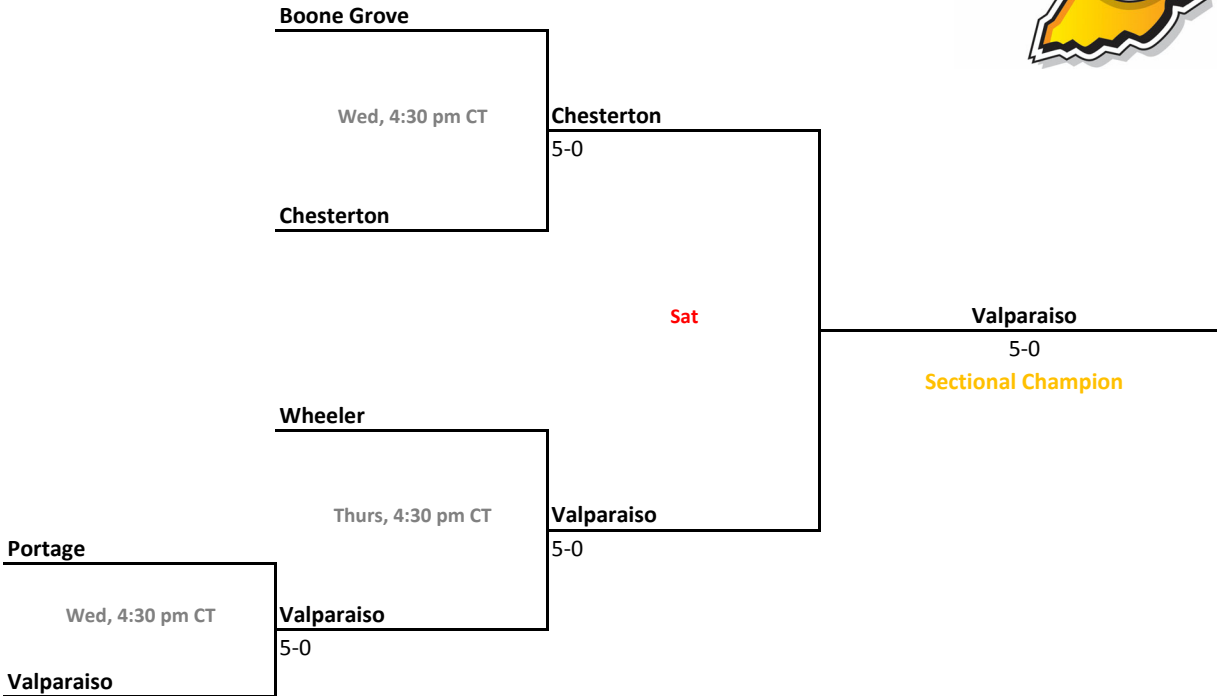 Boone Grove
Wed, 4:30 pm CT
Chesterton
5-0
Chesterton
Sat
Valparaiso
5-0
Sectional Champion
Wheeler
Thurs, 4:30 pm CT
Valparaiso
5-0
Portage
Wed, 4:30 pm CT
Valparaiso
5-0
Valparaiso